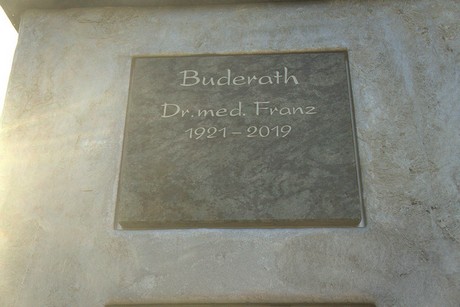 Buderath
Dr. med. Franz
1921 – 2019